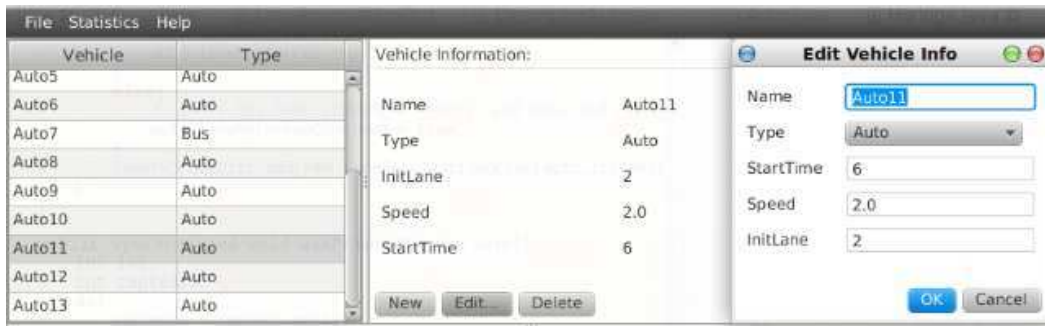 File Statistics Help
Vehicle Type
Auto5 Auto
Auto6 Auto
Auto7 Bus
Auto8 Auto
Auto9 Auto
Auto10 Auto
Auto11 Auto
Auto12 Auto
Auto13 Auto
Vehicle Information:
Name Auto11
Type Auto
InitLane 2
Speed 2.0
StartTime 6
New Edit... Delete
Edit Vehicle Info
Name Auto11
Type Auto
StartTime 6
Speed 2.0
InitLane 2
OK Cancel